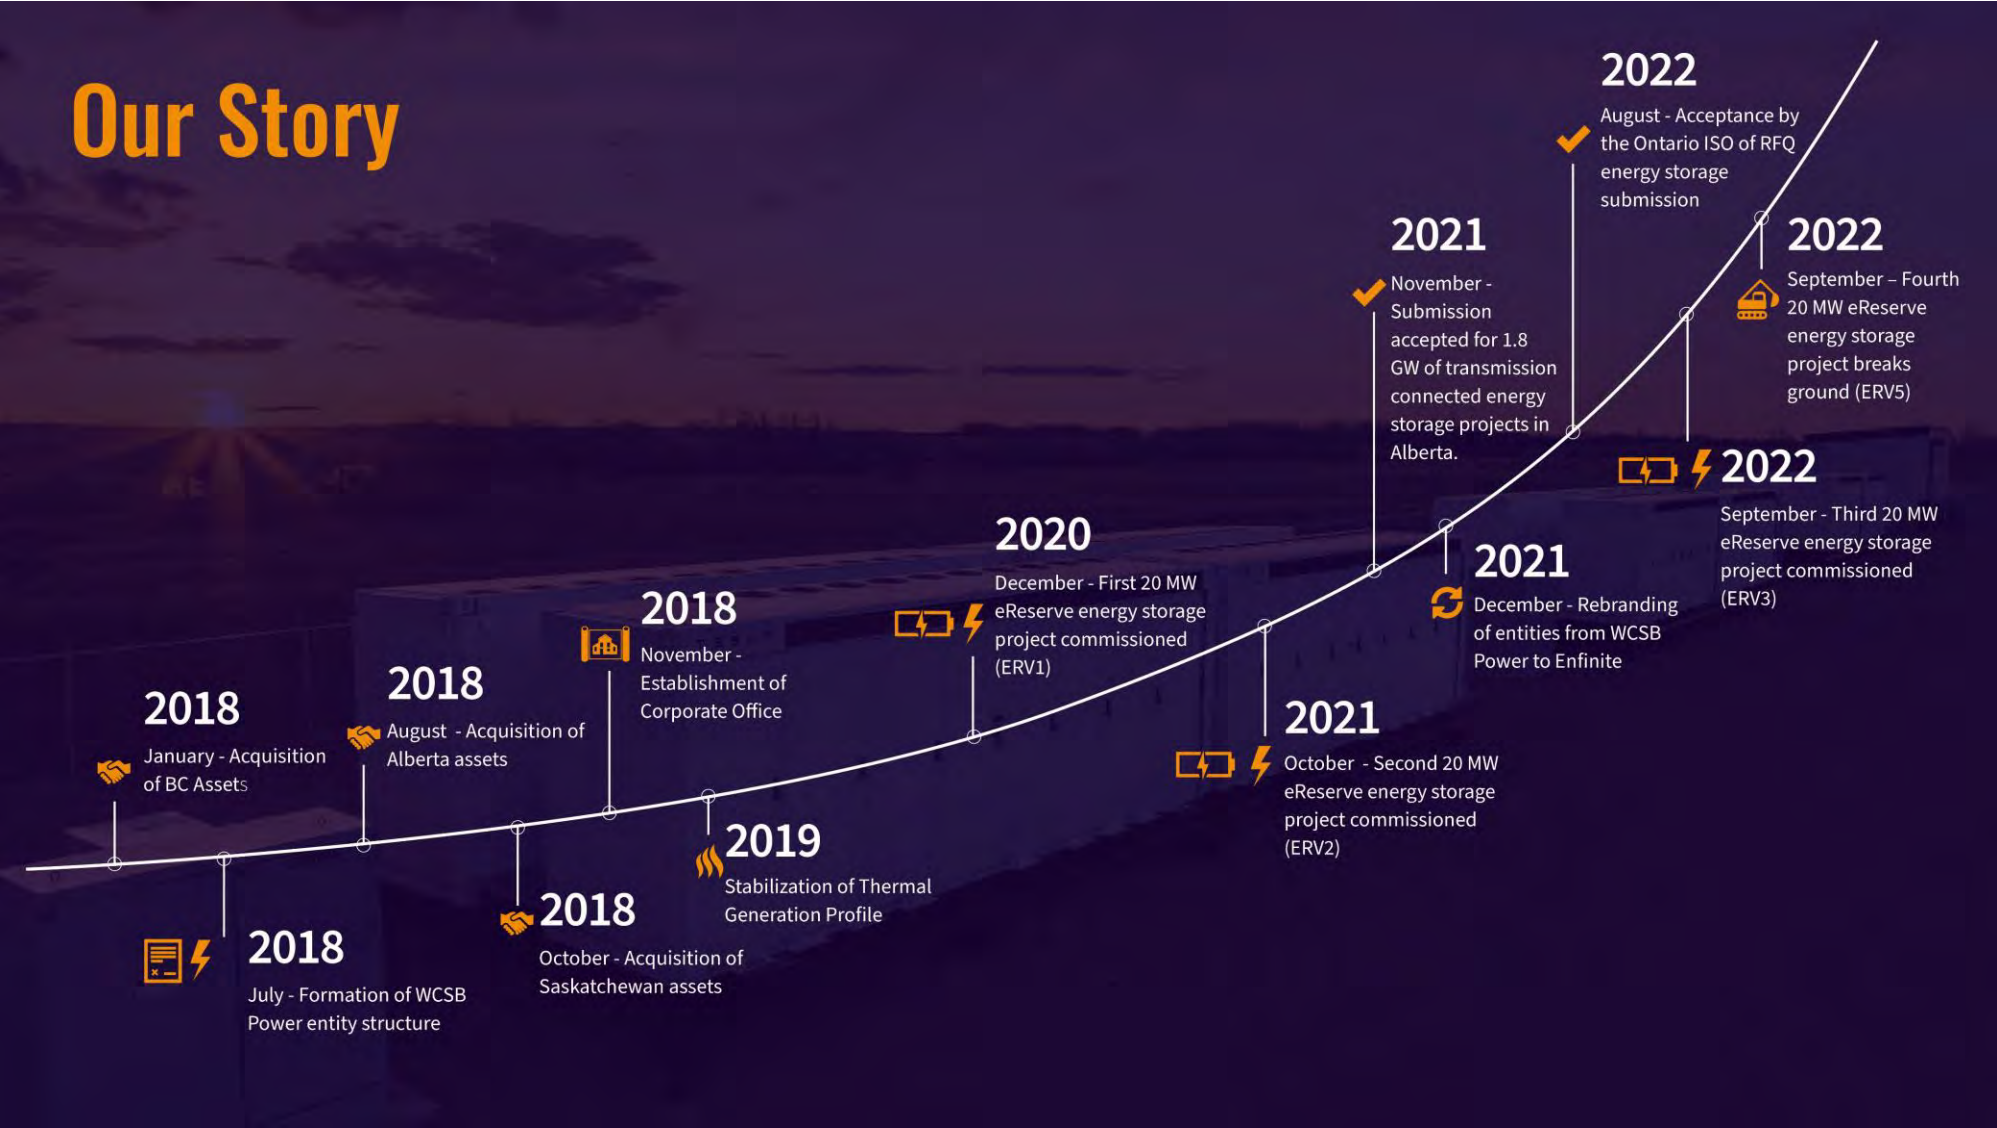 Our Story
2018
January - Acquisition
of BC Assets
2018
July - Formation of WCSB
Power entity structure
2018
August  - Acquisition of
Alberta assets
2018
October - Acquisition of
Saskatchewan assets
2018
November -
Establishment of
Corporate Office
2019
Stabilization of Thermal
Generation Profile
2020
December - First 20 MW
eReserve energy storage
project commissioned
(ERV1)
2021
October  - Second 20 MW
eReserve energy storage
project commissioned
(ERV2)
2021
November -
Submission
accepted for 1.8
GW of transmission
connected energy
storage projects in
Alberta.
2021
December - Rebranding
of entities from WCSB
Power to Enfinite
2022
August - Acceptance by
the Ontario ISO of RFQ
energy storage
submission
2022
September - Third 20 MW
eReserve energy storage
project commissioned
(ERV3)
2022
September – Fourth
20 MW eReserve
energy storage
project breaks
ground (ERV5)